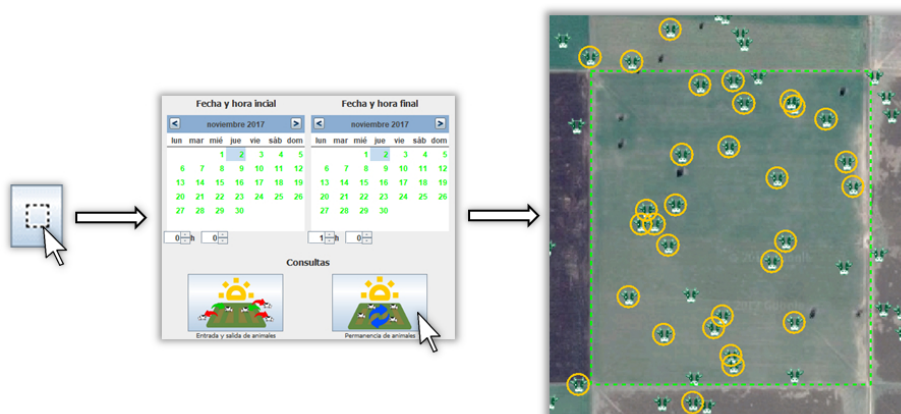 Fecha y hora incial Fecha y hora final
< noviembre 2017 > < noviembre 2017 >
lun mar mié jue vie sáb dom lun mar mié jue vie sáb dom
1 2 3 4 5 1 2 3 4 5
6 7 8 9 10 11 12 6 7 8 9 10 11 12
13 14 15 16 17 18 19 13 14 15 16 17 18 19
20 21 22 23 24 25 26 20 21 22 23 24 25 26
27 28 29 30 27 28 29 30
0 h 0 1 h 0
Consultas
Entrada y salida de animales Permanencia de animales